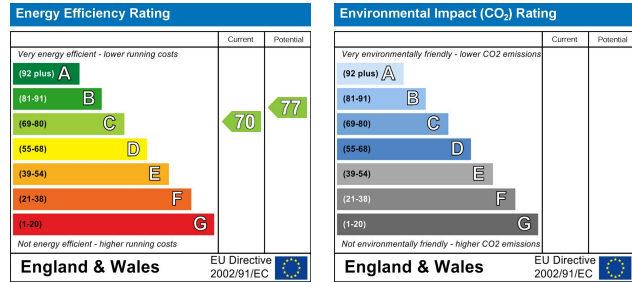 Energy Efficiency Rating
Current Potential
Very energy efficient - lower running costs
(92 plus) A
(81-91) B
(69-80) C
(55-68) D
(39-54) E
(21-38) F
(1-20) G
70
77
Not energy efficient - higher running costs
England & Wales
EU Directive
2002/91/EC
Environmental Impact (CO₂) Rating
Current Potential
Very environmentally friendly - lower CO2 emissions
(92 plus) A
(81-91) B
(69-80) C
(55-68) D
(39-54) E
(21-38) F
(1-20) G
Not environmentally friendly - higher CO2 emissions
England & Wales
EU Directive
2002/91/EC